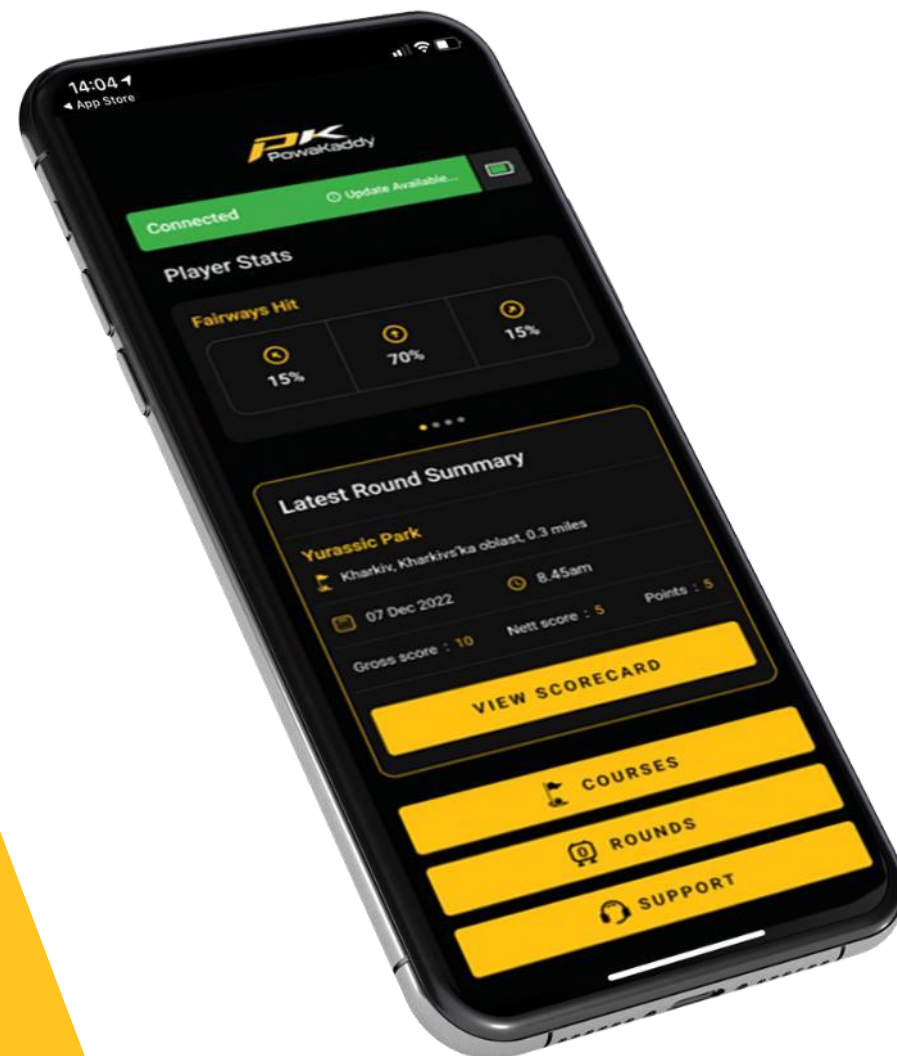 14:04
App Store
PK
PowaKaddy
Connected Update Available...
Player Stats
Fairways Hit
15% 70% 15%
Latest Round Summary
Yurassic Park
Kharkiv, Kharkivs'ka oblast, 0.3 miles
07 Dec 2022 8.45am
Gross score : 10 Nett score : 5 Points : 5
VIEW SCORECARD
COURSES
0 ROUNDS
SUPPORT